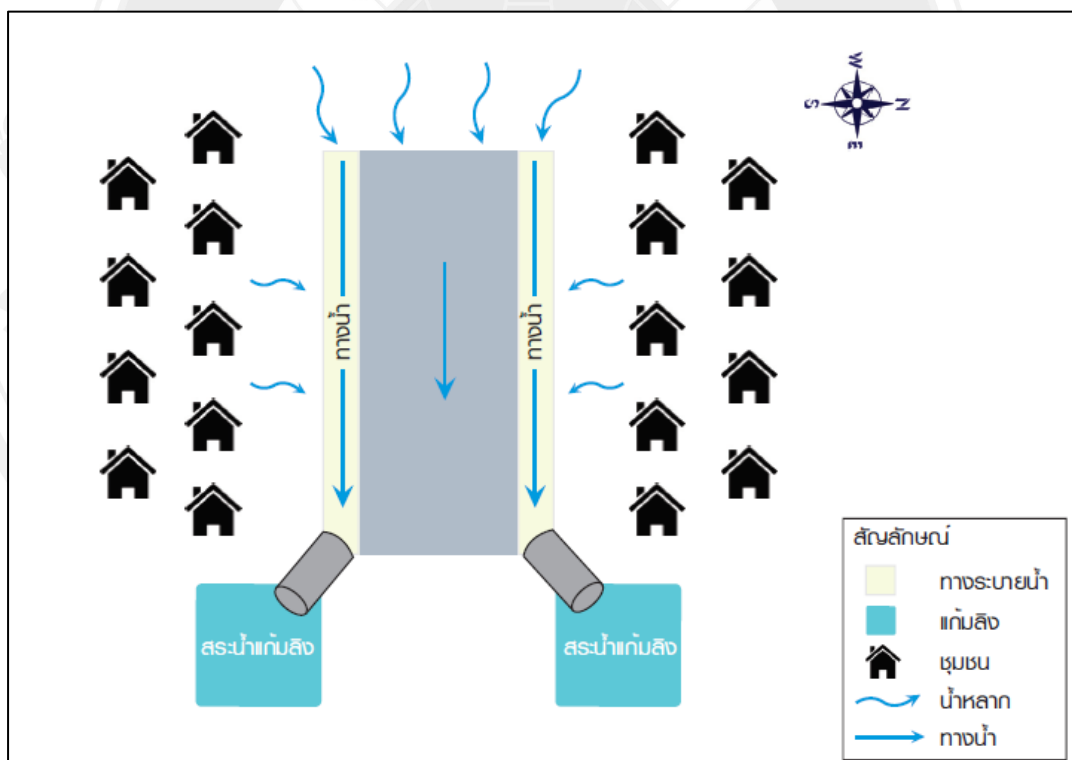 W
S
N
E
ทางน้ำ
ทางน้ำ
สระน้ำแก้มลิง
สระน้ำแก้มลิง
สัญลักษณ์
ทางระบายน้ำ
แก้มลิง
ชุมชน
น้ำหลาก
ทางน้ำ